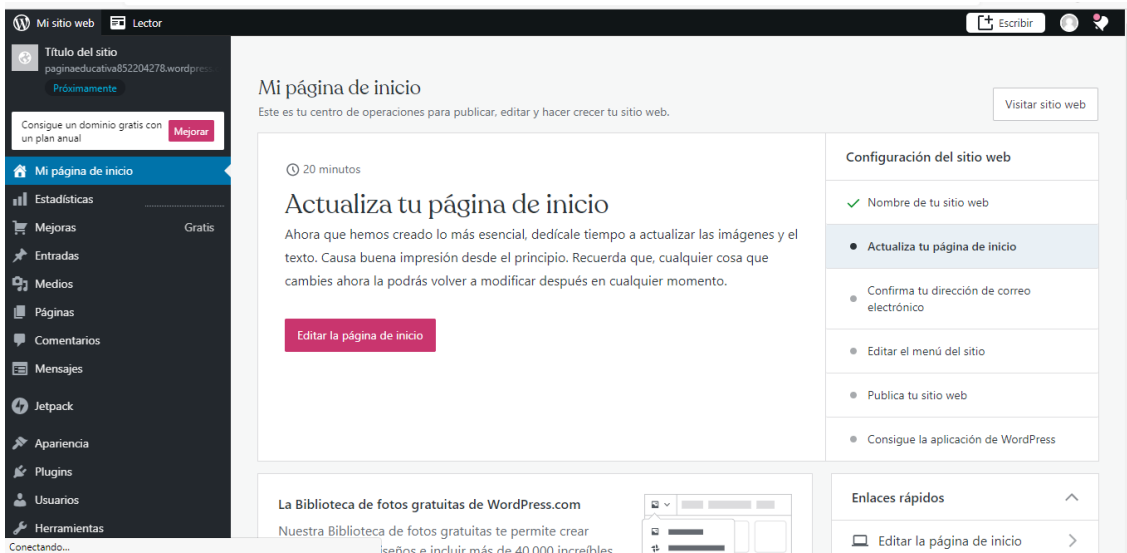 Mi sitio web
Lector
Escribir
Título del sitio
paginaeducativa852204278.wordpress
Próximamente
Consigue un dominio gratis con
un plan anual
Mejorar
Mi página de inicio
Estadísticas
Mejoras
Gratis
Entradas
Medios
Páginas
Comentarios
Mensajes
Jetpack
Apariencia
Plugins
Usuarios
Herramientas
Conectando...
Mi página de inicio
Este es tu centro de operaciones para publicar, editar y hacer crecer tu sitio web.
Visitar sitio web
20 minutos
Actualiza tu página de inicio
Ahora que hemos creado lo más esencial, dedícale tiempo a actualizar las imágenes y el
texto. Causa buena impresión desde el principio. Recuerda que, cualquier cosa que
cambies ahora la podrás volver a modificar después en cualquier momento.
Editar la página de inicio
Configuración del sitio web
Nombre de tu sitio web
Actualiza tu página de inicio
Confirma tu dirección de correo
electrónico
Editar el menú del sitio
Publica tu sitio web
Consigue la aplicación de WordPress
La Biblioteca de fotos gratuitas de WordPress.com
Nuestra Biblioteca de fotos gratuitas te permite crear
iseños e incluir más de 40.000 increíbles
Enlaces rápidos
Editar la página de inicio